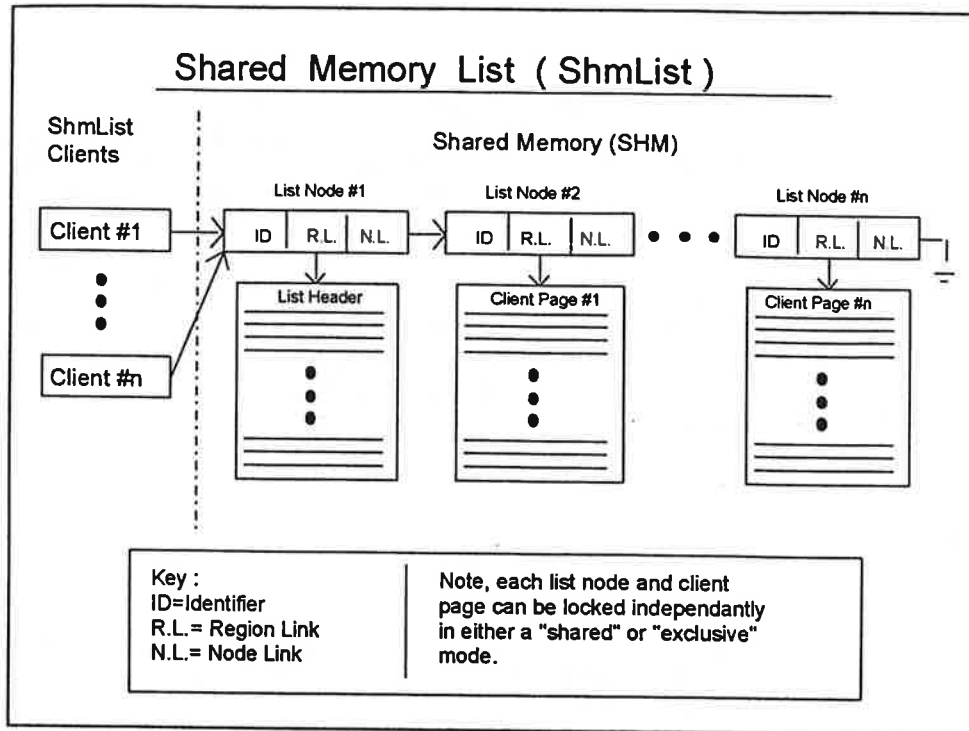 Shared Memory List ( ShmList )
ShmList
Clients
Shared Memory (SHM)
List Node #1
List Node #2
List Node #n
Client #1
ID R.L. N.L.
ID R.L. N.L.
ID R.L. N.L.
List Header
Client Page #1
Client Page #n
Client #n
Key :
ID=Identifier
R.L.= Region Link
N.L.= Node Link
Note, each list node and client
page can be locked independantly
in either a "shared" or "exclusive"
mode.